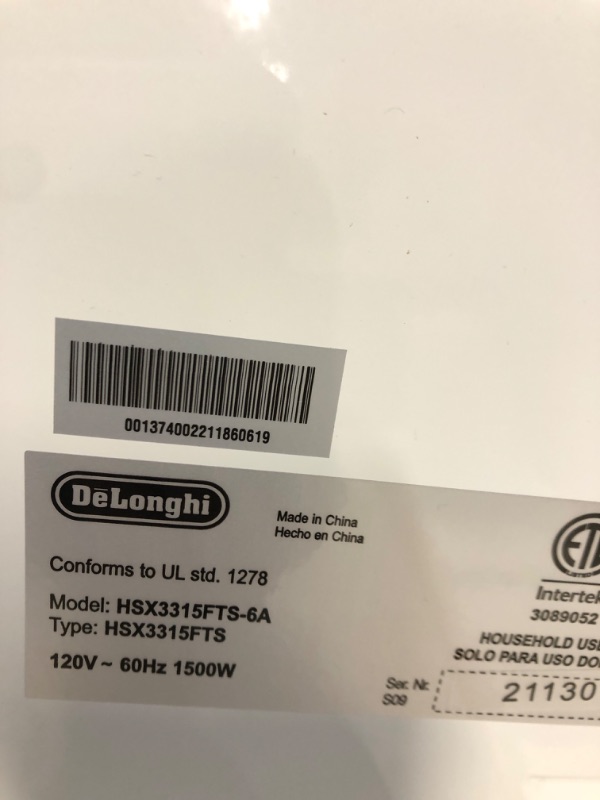 001374002211860619
DeLonghi
Made in China
Hecho en China
Conforms to UL std. 1278
Model: HSX3315FTS-6A
Type: HSX3315FTS
120V~ 60Hz 1500W
Intertek
3089052
HOUSEHOLD USE
SOLO PARA USO
Ser. Nr.
S09
21130